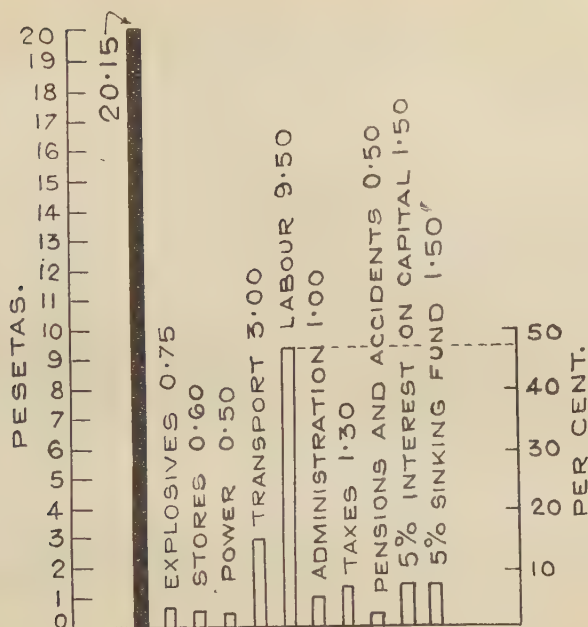 PESETAS.
20
19
18
17
16
15
14
13
12
11
10
9
8
7
6
5
4
3
2
1
0
20·15
EXPLOSIVES 0·75
STORES 0·60
POWER 0·50
TRANSPORT 3·00
LABOUR 9·50
ADMINISTRATION 1·00
TAXES 1·30
PENSIONS AND ACCIDENTS 0·50
5% INTEREST ON CAPITAL 1·50
5% SINKING FUND 1·50
50
40
30
20
10
PER CENT.